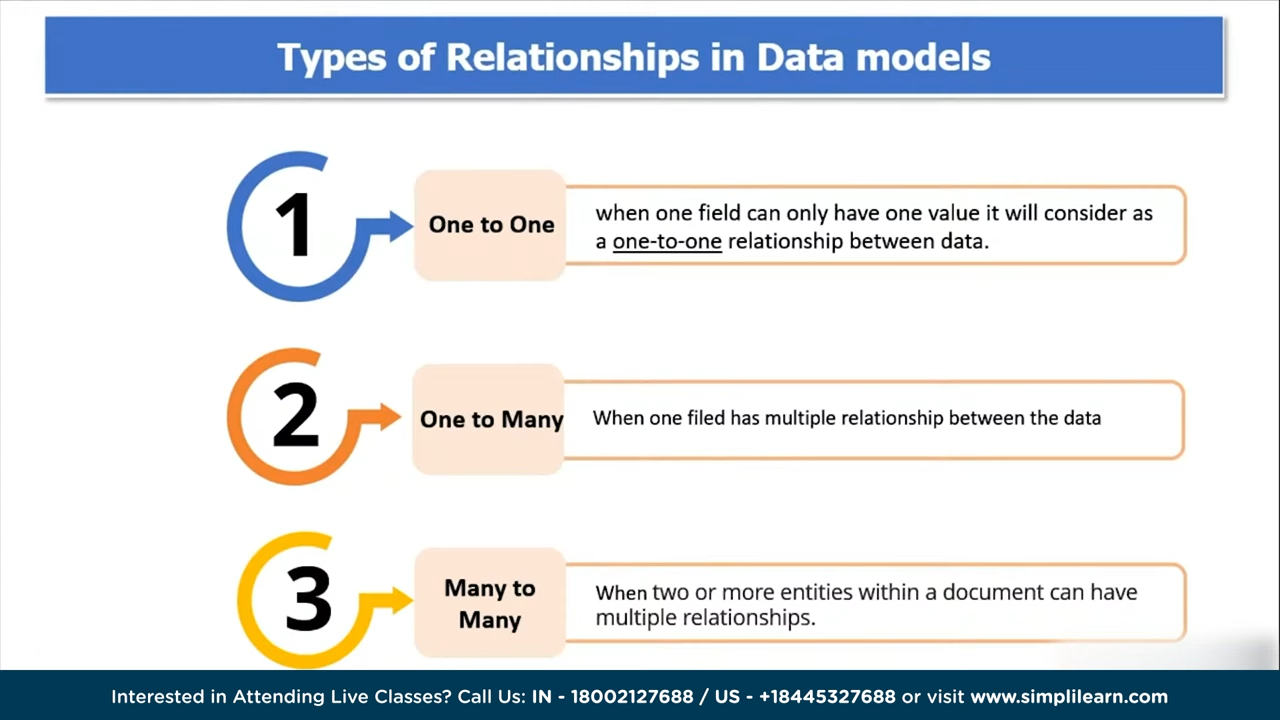 Types of Relationships in Data models
1
One to One
when one field can only have one value it will consider as
a one-to-one relationship between data.
2
One to Many
When one filed has multiple relationship between the data
3
Many to
Many
When two or more entities within a document can have
multiple relationships.
Interested in Attending Live Classes? Call Us: IN - 18002127688 / US - +18445327688 or visit www.simplilearn.com